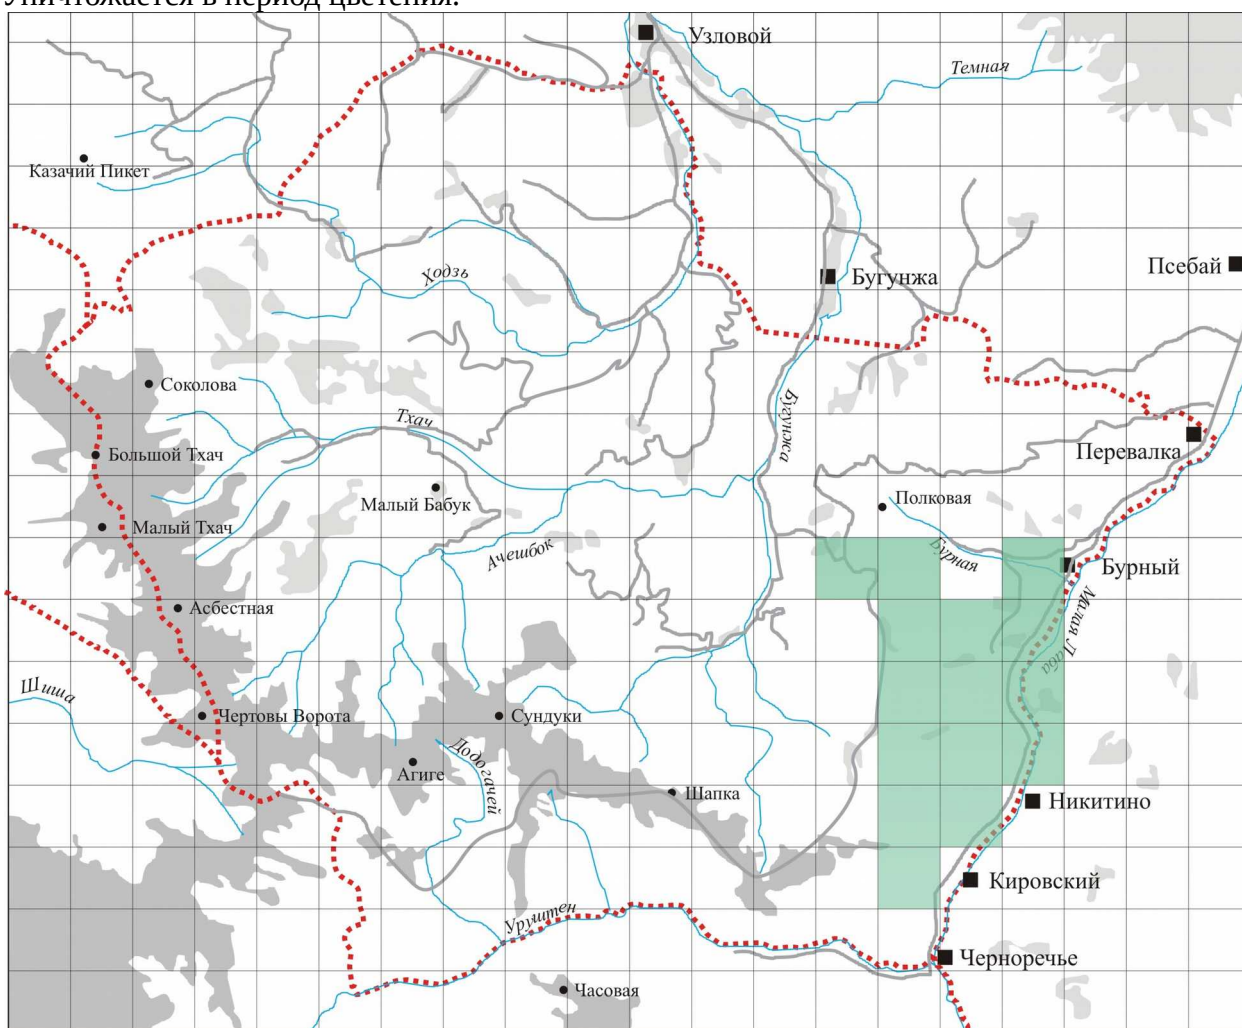 Уничтожается в период цветения.
Узловой
Темная
Казачий Пикет
Ходзь
Бугунжа
Псебай
Соколова
Тхач
Бугунжа
Перевалка
Большой Тхач
Малый Бабук
Полковая
Малый Тхач
Ачешбок
Бурная
Бурный
Асбестная
Малая Лаба
Шиша
Чертовы Ворота
Сундуки
Додогачей
Агиге
Шапка
Никитино
Кировский
Уруштен
Черноречье
Часовая